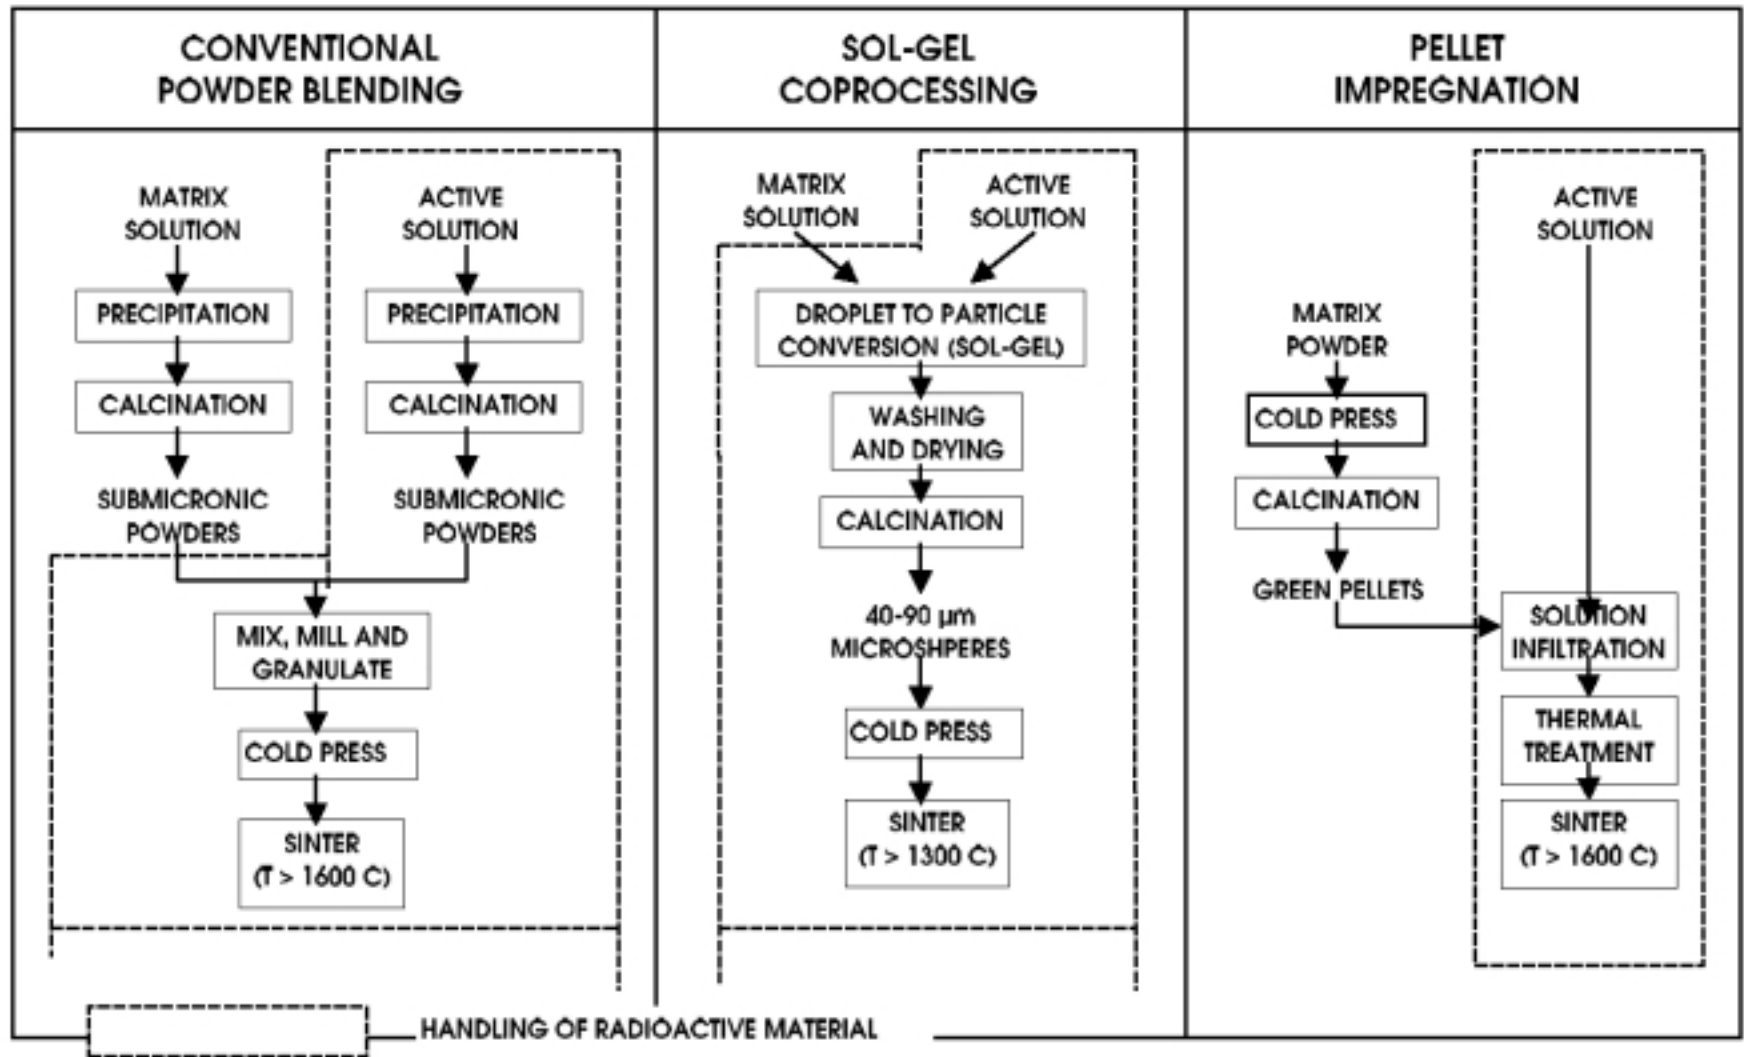 CONVENTIONAL
POWDER BLENDING
MATRIX
SOLUTION
ACTIVE
SOLUTION
PRECIPITATION
PRECIPITATION
CALCINATION
CALCINATION
SUBMICRONIC
POWDERS
SUBMICRONIC
POWDERS
MIX, MILL AND
GRANULATE
COLD PRESS
SINTER
(T > 1600 C)
SOL-GEL
COPROCESSING
MATRIX
SOLUTION
ACTIVE
SOLUTION
DROPLET TO PARTICLE
CONVERSION (SOL-GEL)
WASHING
AND DRYING
CALCINATION
40-90 µm
MICROSHPERES
COLD PRESS
SINTER
(T > 1300 C)
PELLET
IMPREGNATION
ACTIVE
SOLUTION
MATRIX
POWDER
COLD PRESS
CALCINATION
GREEN PELLETS
SOLUTION
INFILTRATION
THERMAL
TREATMENT
SINTER
(T > 1600 C)
HANDLING OF RADIOACTIVE MATERIAL